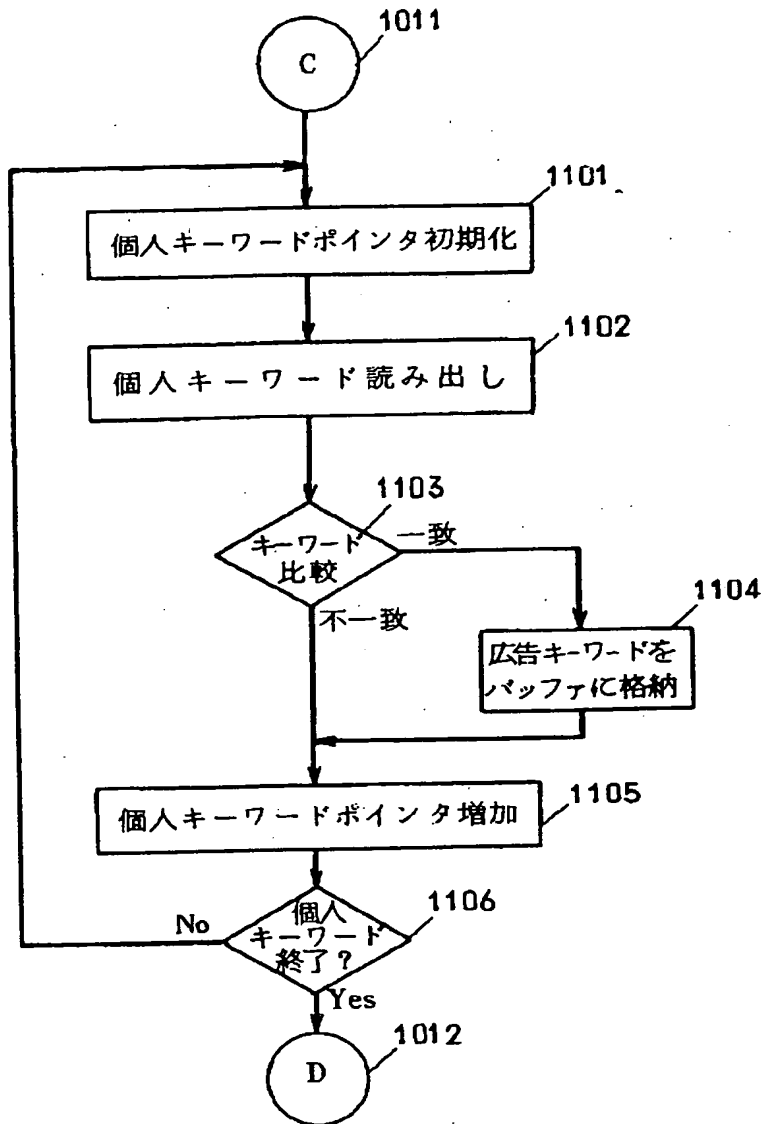 C
1011
1101
個人キーワードポインタ初期化
1102
個人キーワード読み出し
1103
キーワード
比較
一致
不一致
1104
広告キーワードを
バッファに格納
1105
個人キーワードポインタ増加
1106
個人
キーワード
終了?
No
Yes
1012
D